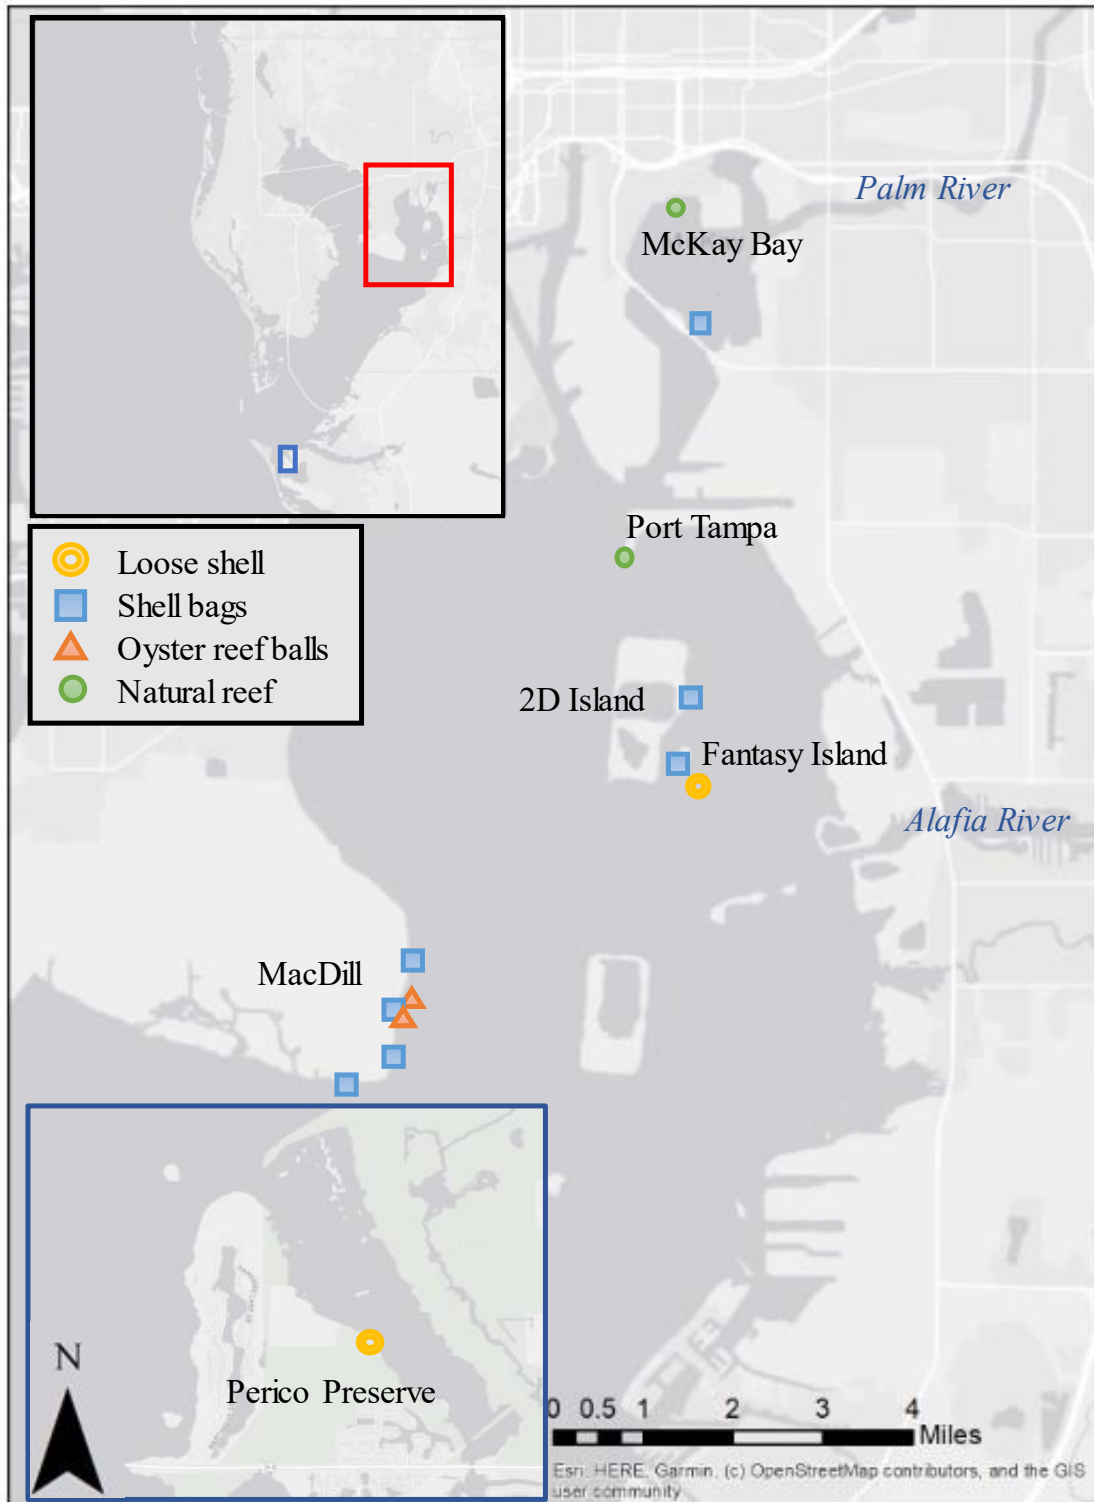 Palm River
McKay Bay
Port Tampa
Loose shell
Shell bags
Oyster reef balls
Natural reef
2D Island
Fantasy Island
Alafia River
MacDill
N
Perico Preserve
0 0.5 1 2 3 4
Miles
Esri, HERE, Garmin, (c) OpenStreetMap contributors, and the GIS
user community